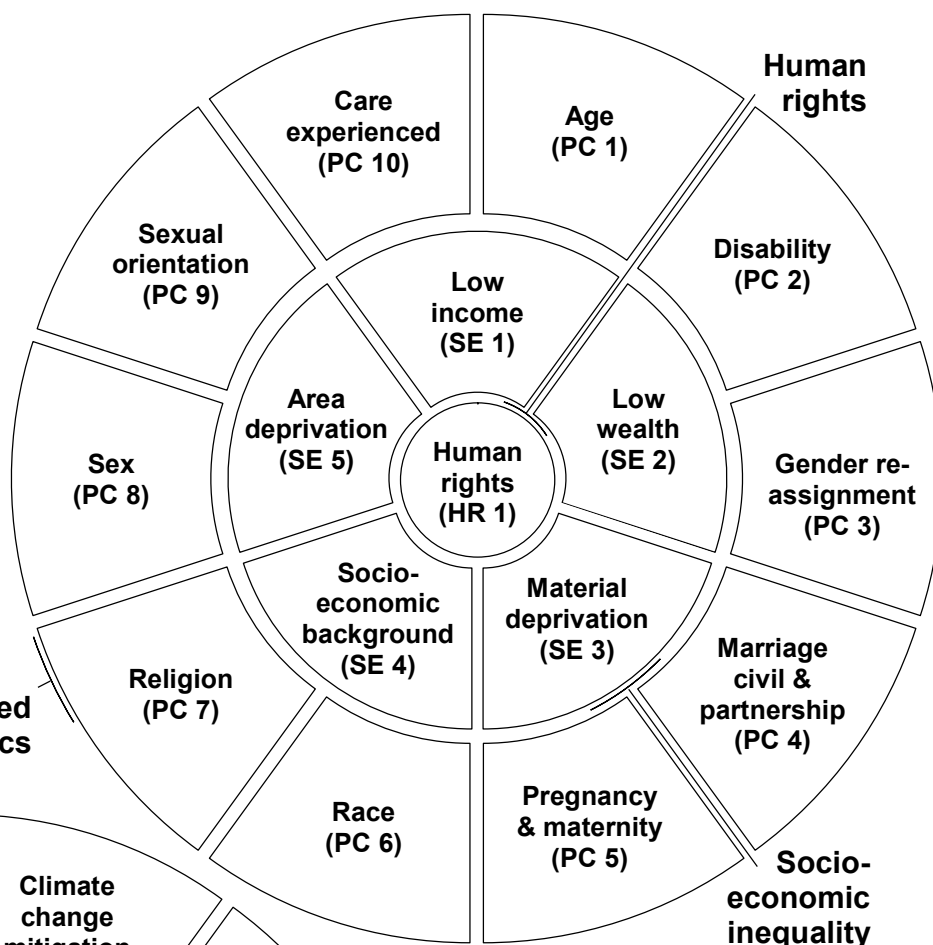 Human
rights
Care
experienced
(PC 10)
Age
(PC 1)
Sexual
orientation
(PC 9)
Disability
(PC 2)
Low
income
(SE 1)
Area
deprivation
(SE 5)
Low
wealth
(SE 2)
Human
rights
(HR 1)
Sex
(PC 8)
Gender re-
assignment
(PC 3)
Socio-
economic
background
(SE 4)
Material
deprivation
(SE 3)
Religion
(PC 7)
Marriage
civil &
partnership
(PC 4)
ed
cs
Race
(PC 6)
Pregnancy
& maternity
(PC 5)
Socio-
economic
inequality
Climate
change
mitigation